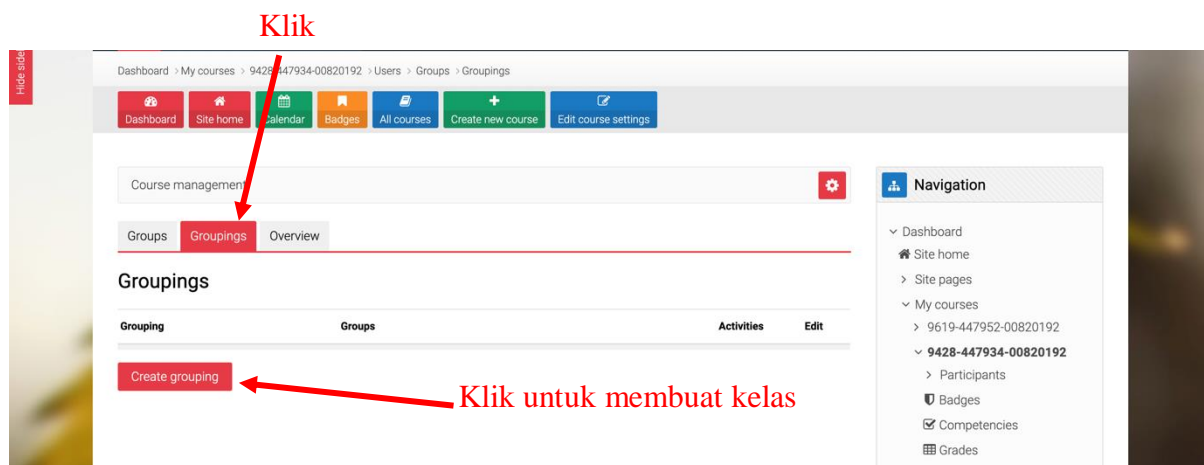 Klik
Hide side
Dashboard > My courses > 9428-447934-00820192 > Users > Groups > Groupings
Dashboard
Site home
Calendar
Badges
All courses
Create new course
Edit course settings
Course management
Navigation
Groups Groupings Overview
Groupings
Grouping Groups Activities Edit
Create grouping
Klik untuk membuat kelas
Dashboard
Site home
Site pages
My courses
9619-447952-00820192
9428-447934-00820192
Participants
Badges
Competencies
Grades